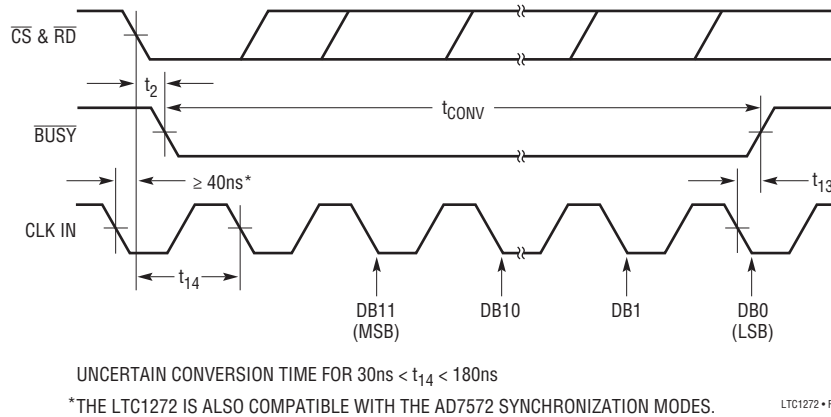 CS & RD
t2
tCONV
BUSY
≥ 40ns*
t13
CLK IN
t14
DB11
(MSB)
DB10
DB1
DB0
(LSB)
UNCERTAIN CONVERSION TIME FOR 30ns < t14 < 180ns
*THE LTC1272 IS ALSO COMPATIBLE WITH THE AD7572 SYNCHRONIZATION MODES.
LTC1272 • F